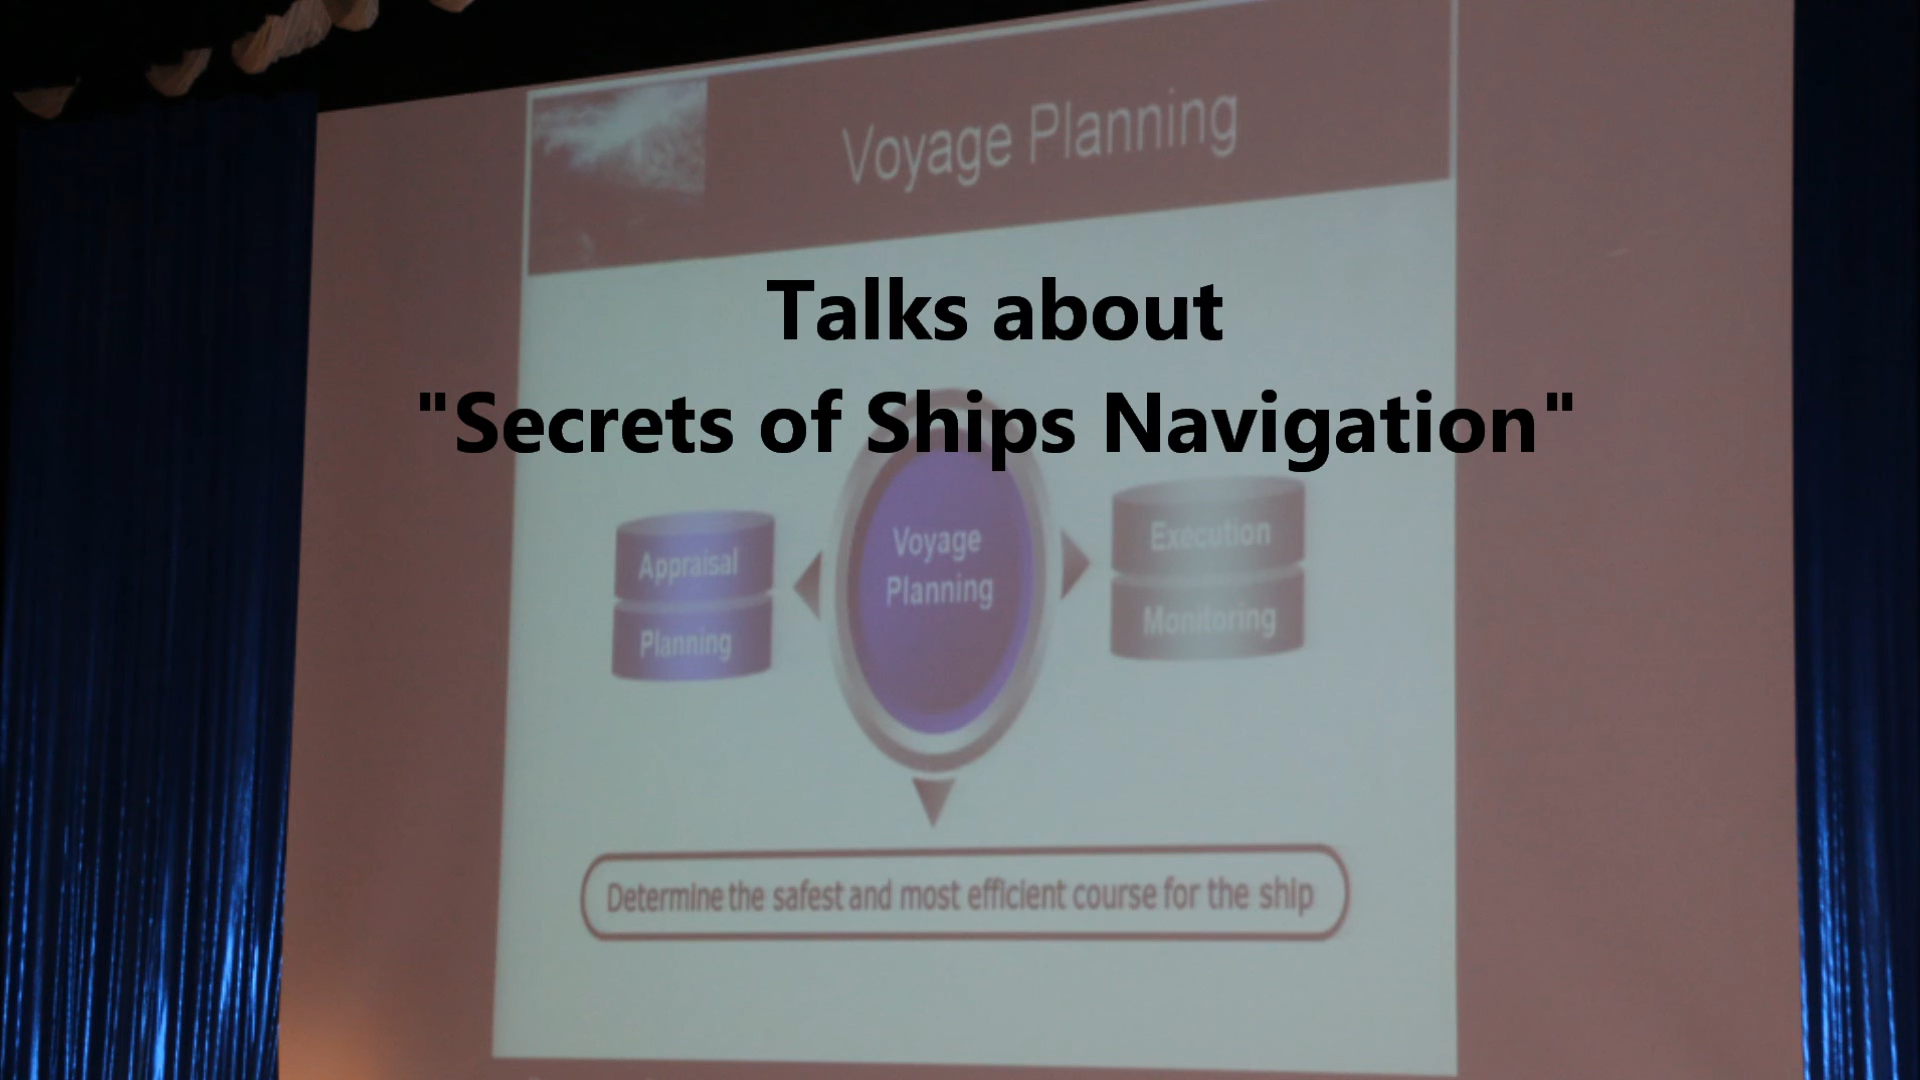 Voyage Planning
Talks about
"Secrets of Ships Navigation"
Appraisal
Planning
Voyage
Planning
Execution
Monitoring
Determine the safest and most efficient course for the ship